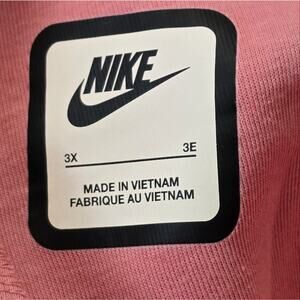 NIKE
3X 3E
MADE IN VIETNAM
FABRIQUE AU VIETNAM